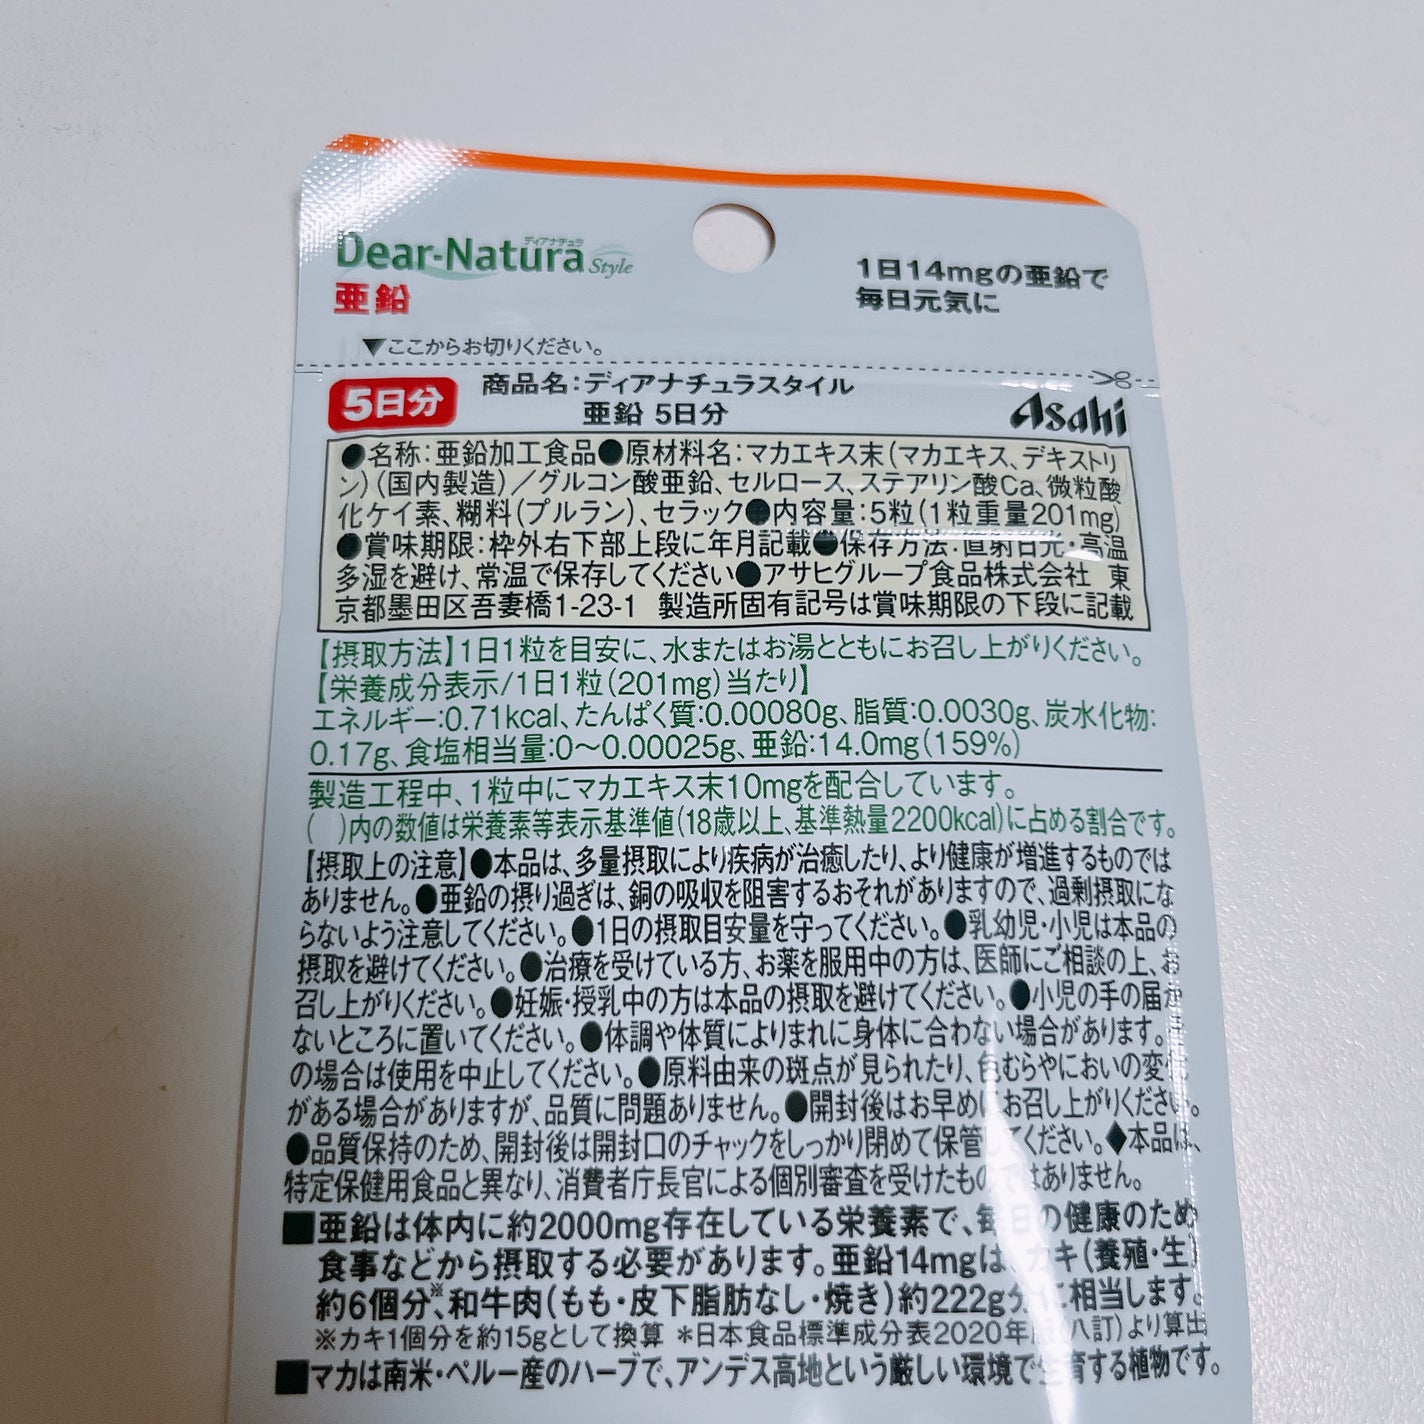 ディアナチュラ
Dear-Natura Style
亜鉛
1日14mgの亜鉛で
毎日元気に
▼ここからお切りください。
5日分
商品名:ディアナチュラスタイル
亜鉛 5日分
Asahi
●名称:亜鉛加工食品●原材料名:マカエキス末(マカエキス、デキストリ
ン)(国内製造)/グルコン酸亜鉛、セルロース、ステアリン酸Ca、微粒酸
化ケイ素、糊料(プルラン)、セラック●内容量:5粒(1粒重量201mg)
●賞味期限:枠外右下部上段に年月記載●保存方法:直射日光・高温
多湿を避け、常温で保存してください●アサヒグループ食品株式会社 東
京都墨田区吾妻橋1-23-1 製造所固有記号は賞味期限の下段に記載
【摂取方法】1日1粒を目安に、水またはお湯とともにお召し上がりください。
【栄養成分表示/1日1粒(201mg)当たり】
エネルギー:0.71kcal、たんぱく質:0.00080g、脂質:0.0030g、炭水化物:
0.17g、食塩相当量:0〜0.00025g、亜鉛:14.0mg(159%)
製造工程中、1粒中にマカエキス末10mgを配合しています。
( )内の数値は栄養素等表示基準値(18歳以上、基準熱量2200kcal)に占める割合です。
【摂取上の注意】●本品は、多量摂取により疾病が治癒したり、より健康が増進するものでは
ありません。●亜鉛の摂り過ぎは、銅の吸収を阻害するおそれがありますので、過剰摂取にな
らないよう注意してください。●1日の摂取目安量を守ってください。●乳幼児・小児は本品の
摂取を避けてください。●治療を受けている方、お薬を服用中の方は、医師にご相談の上、お
召し上がりください。●妊娠・授乳中の方は本品の摂取を避けてください。●小児の手の届か
ないところに置いてください。●体調や体質によりまれに身体に合わない場合があります。
の場合は使用を中止してください。●原料由来の斑点が見られたり、色むらやにおいの変化
がある場合がありますが、品質に問題ありません。●開封後はお早めにお召し上がりください。
●品質保持のため、開封後は開封口のチャックをしっかり閉めて保管してください。◆本品は、
特定保健用食品と異なり、消費者庁長官による個別審査を受けたものではありません。
■亜鉛は体内に約2000mg存在している栄養素で、毎日の健康のため
食事などから摂取する必要があります。亜鉛14mgは、カキ(養殖・生)
約6個分※、和牛肉(もも・皮下脂肪なし・焼き)約222g分に相当します。
※カキ1個分を約15gとして換算 *日本食品標準成分表2020年版(八訂)より算出
■マカは南米・ペルー産のハーブで、アンデス高地という厳しい環境で生育する植物です。